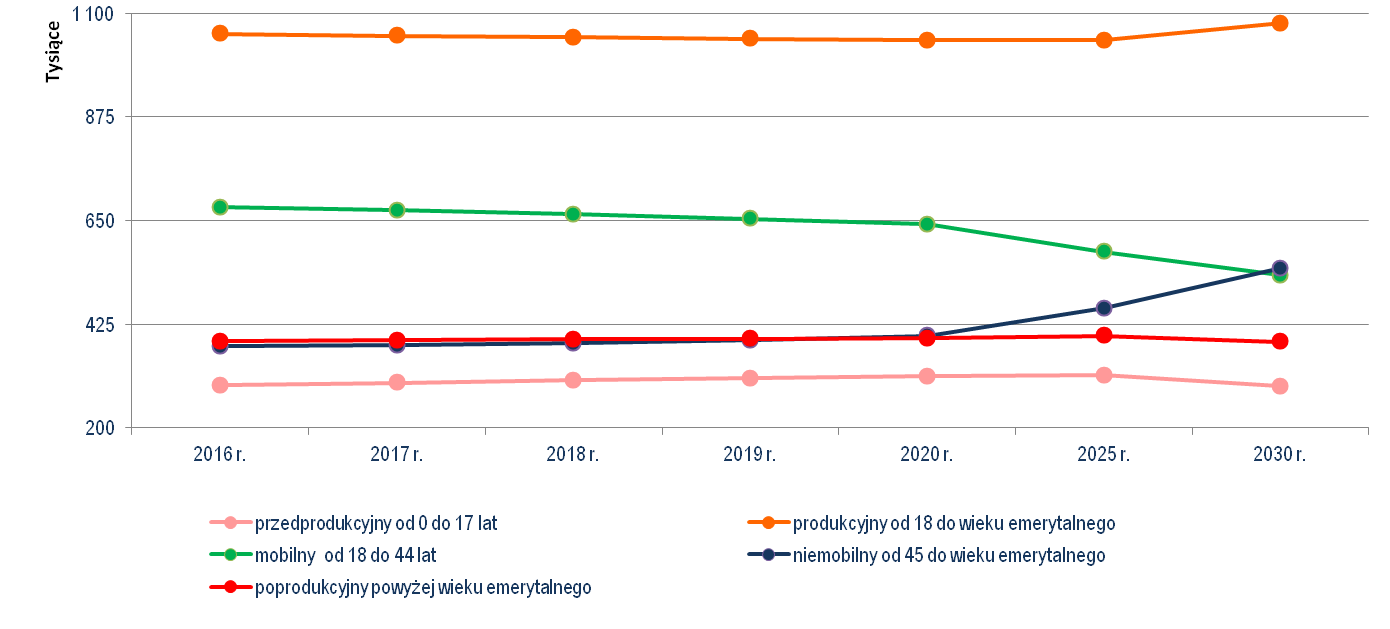 Tysiące
1 100
875
650
425
200
2016 r. 2017 r. 2018 r. 2019 r. 2020 r. 2025 r. 2030 r.
przedprodukcyjny od 0 do 17 lat produkcyjny od 18 do wieku emerytalnego
mobilny od 18 do 44 lat niemobilny od 45 do wieku emerytalnego
poprodukcyjny powyżej wieku emerytalnego